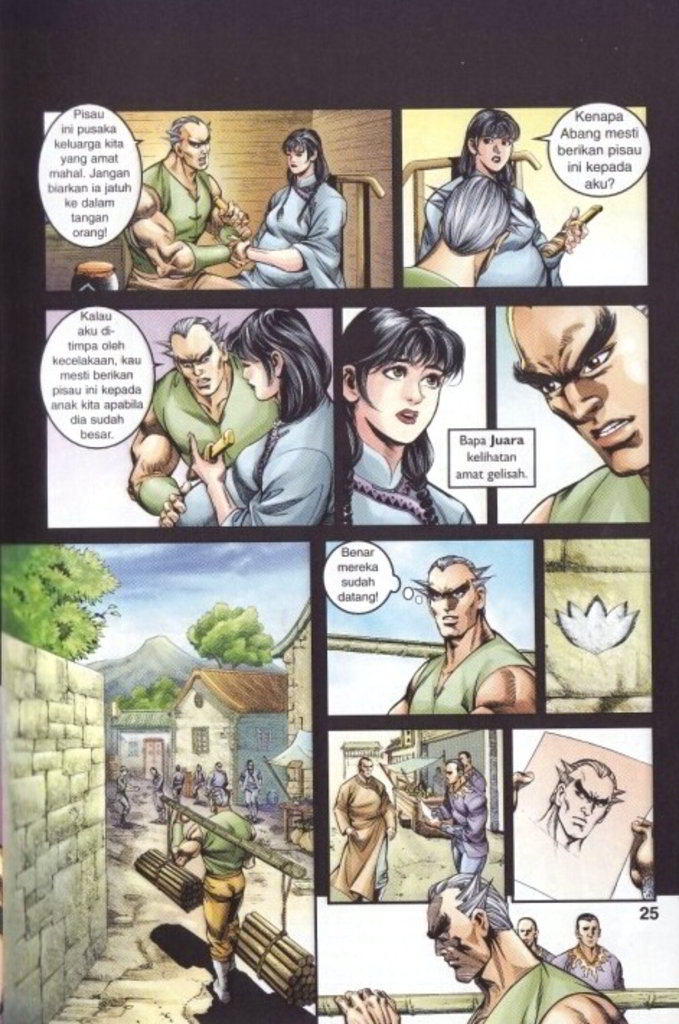 Pisau
ini pusaka
keluarga kita
yang amat
mahal. Jangan
biarkan ia jatuh
ke dalam
tangan
orang!
Kenapa
Abang mesti
berikan pisau
ini kepada
aku?
Kalau
aku di-
timpa oleh
kecelakaan, kau
mesti berikan
pisau ini kepada
anak kita apabila
dia sudah
besar.
Bapa Juara
kelihatan
amat gelisah.
Benar
mereka
sudah
datang!
25